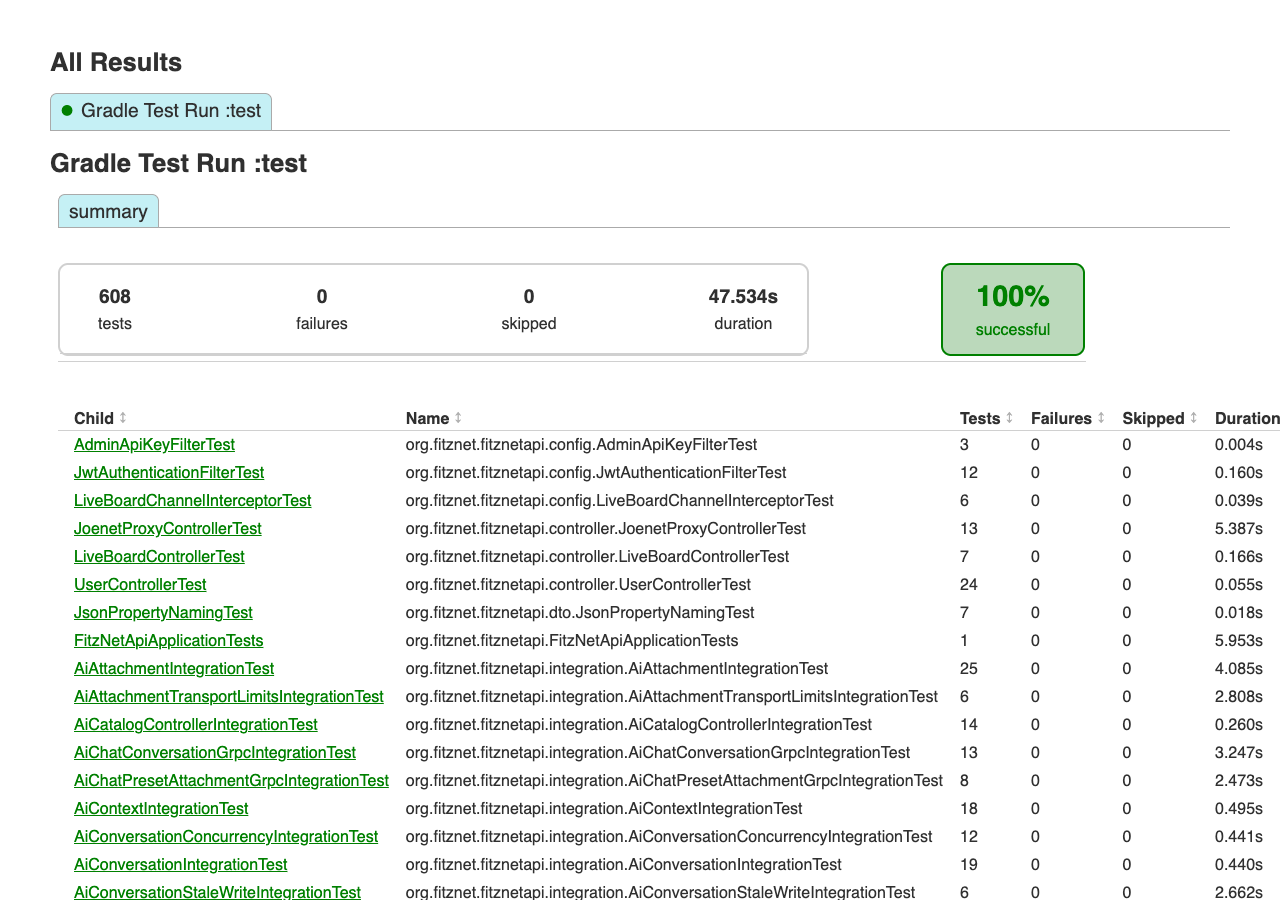 All Results
Gradle Test Run :test
Gradle Test Run :test
summary
608 0 0 47.534s 100%
tests failures skipped duration successful
Child Name Tests Failures Skipped Duration
AdminApiKeyFilterTest org.fitznet.fitznetapi.config.AdminApiKeyFilterTest 3 0 0 0.004s
JwtAuthenticationFilterTest org.fitznet.fitznetapi.config.JwtAuthenticationFilterTest 12 0 0 0.160s
LiveBoardChannelInterceptorTest org.fitznet.fitznetapi.config.LiveBoardChannelInterceptorTest 6 0 0 0.039s
JoenetProxyControllerTest org.fitznet.fitznetapi.controller.JoenetProxyControllerTest 13 0 0 5.387s
LiveBoardControllerTest org.fitznet.fitznetapi.controller.LiveBoardControllerTest 7 0 0 0.166s
UserControllerTest org.fitznet.fitznetapi.controller.UserControllerTest 24 0 0 0.055s
JsonPropertyNamingTest org.fitznet.fitznetapi.dto.JsonPropertyNamingTest 7 0 0 0.018s
FitzNetApiApplicationTests org.fitznet.fitznetapi.FitzNetApiApplicationTests 1 0 0 5.953s
AiAttachmentIntegrationTest org.fitznet.fitznetapi.integration.AiAttachmentIntegrationTest 25 0 0 4.085s
AiAttachmentTransportLimitsIntegrationTest org.fitznet.fitznetapi.integration.AiAttachmentTransportLimitsIntegrationTest 6 0 0 2.808s
AiCatalogControllerIntegrationTest org.fitznet.fitznetapi.integration.AiCatalogControllerIntegrationTest 14 0 0 0.260s
AiChatConversationGrpcIntegrationTest org.fitznet.fitznetapi.integration.AiChatConversationGrpcIntegrationTest 13 0 0 3.247s
AiChatPresetAttachmentGrpcIntegrationTest org.fitznet.fitznetapi.integration.AiChatPresetAttachmentGrpcIntegrationTest 8 0 0 2.473s
AiContextIntegrationTest org.fitznet.fitznetapi.integration.AiContextIntegrationTest 18 0 0 0.495s
AiConversationConcurrencyIntegrationTest org.fitznet.fitznetapi.integration.AiConversationConcurrencyIntegrationTest 12 0 0 0.441s
AiConversationIntegrationTest org.fitznet.fitznetapi.integration.AiConversationIntegrationTest 19 0 0 0.440s
AiConversationStaleWriteIntegrationTest org.fitznet.fitznetapi.integration.AiConversationStaleWriteIntegrationTest 6 0 0 2.662s